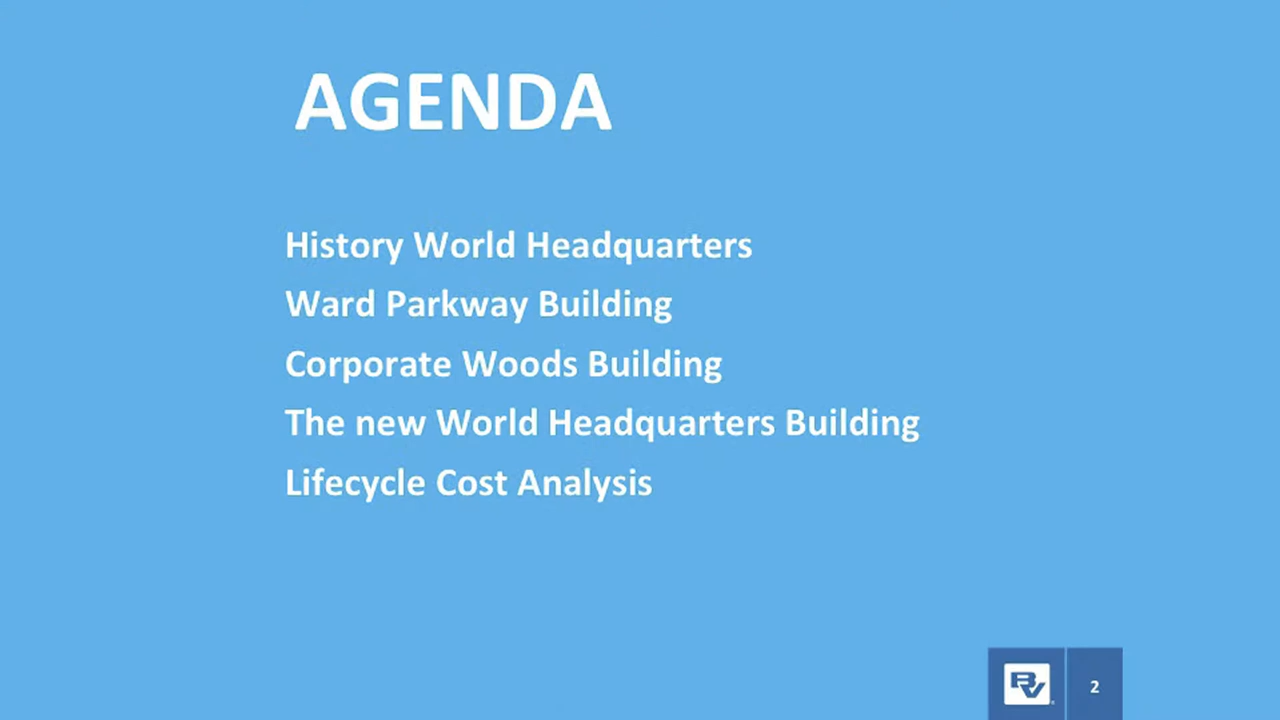 AGENDA
History World Headquarters
Ward Parkway Building
Corporate Woods Building
The new World Headquarters Building
Lifecycle Cost Analysis
BV
2